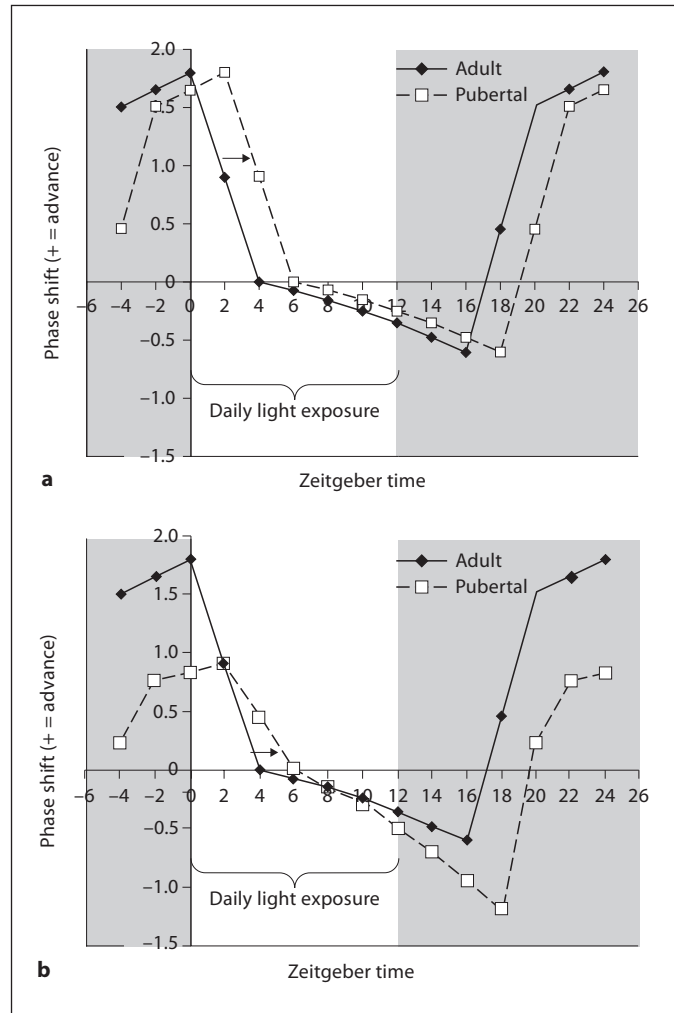 2.0
1.5
1.0
0.5
0
−0.5
−1.0
−1.5
Phase shift (+ = advance)
Adult
Pubertal
−6 −4 −2 0 2 4 6 8 10 12 14 16 18 20 22 24 26
Daily light exposure
a
Zeitgeber time
2.0
1.5
1.0
0.5
0
−0.5
−1.0
−1.5
Phase shift (+ = advance)
Adult
Pubertal
−6 −4 −2 0 2 4 6 8 10 12 14 16 18 20 22 24 26
Daily light exposure
b
Zeitgeber time